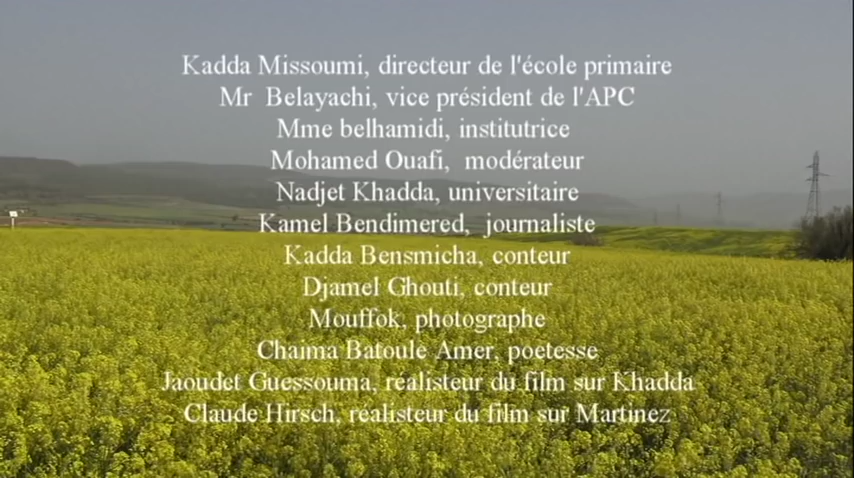 Kadda Missoumi, directeur de l'école primaire
Mr Belayachi, vice président de l'APC
Mme belhamidi, institutrice
Mohamed Ouafi, modérateur
Nadjet Khadda, universitaire
Kamel Bendimered, journaliste
Kadda Bensmicha, conteur
Djamel Ghouti, conteur
Mouffok, photographe
Chaima Batoule Amer, poetesse
Jaoudet Guessouma, réalisteur du film sur Khadda
Claude Hirsch, réalisteur du film sur Martinez